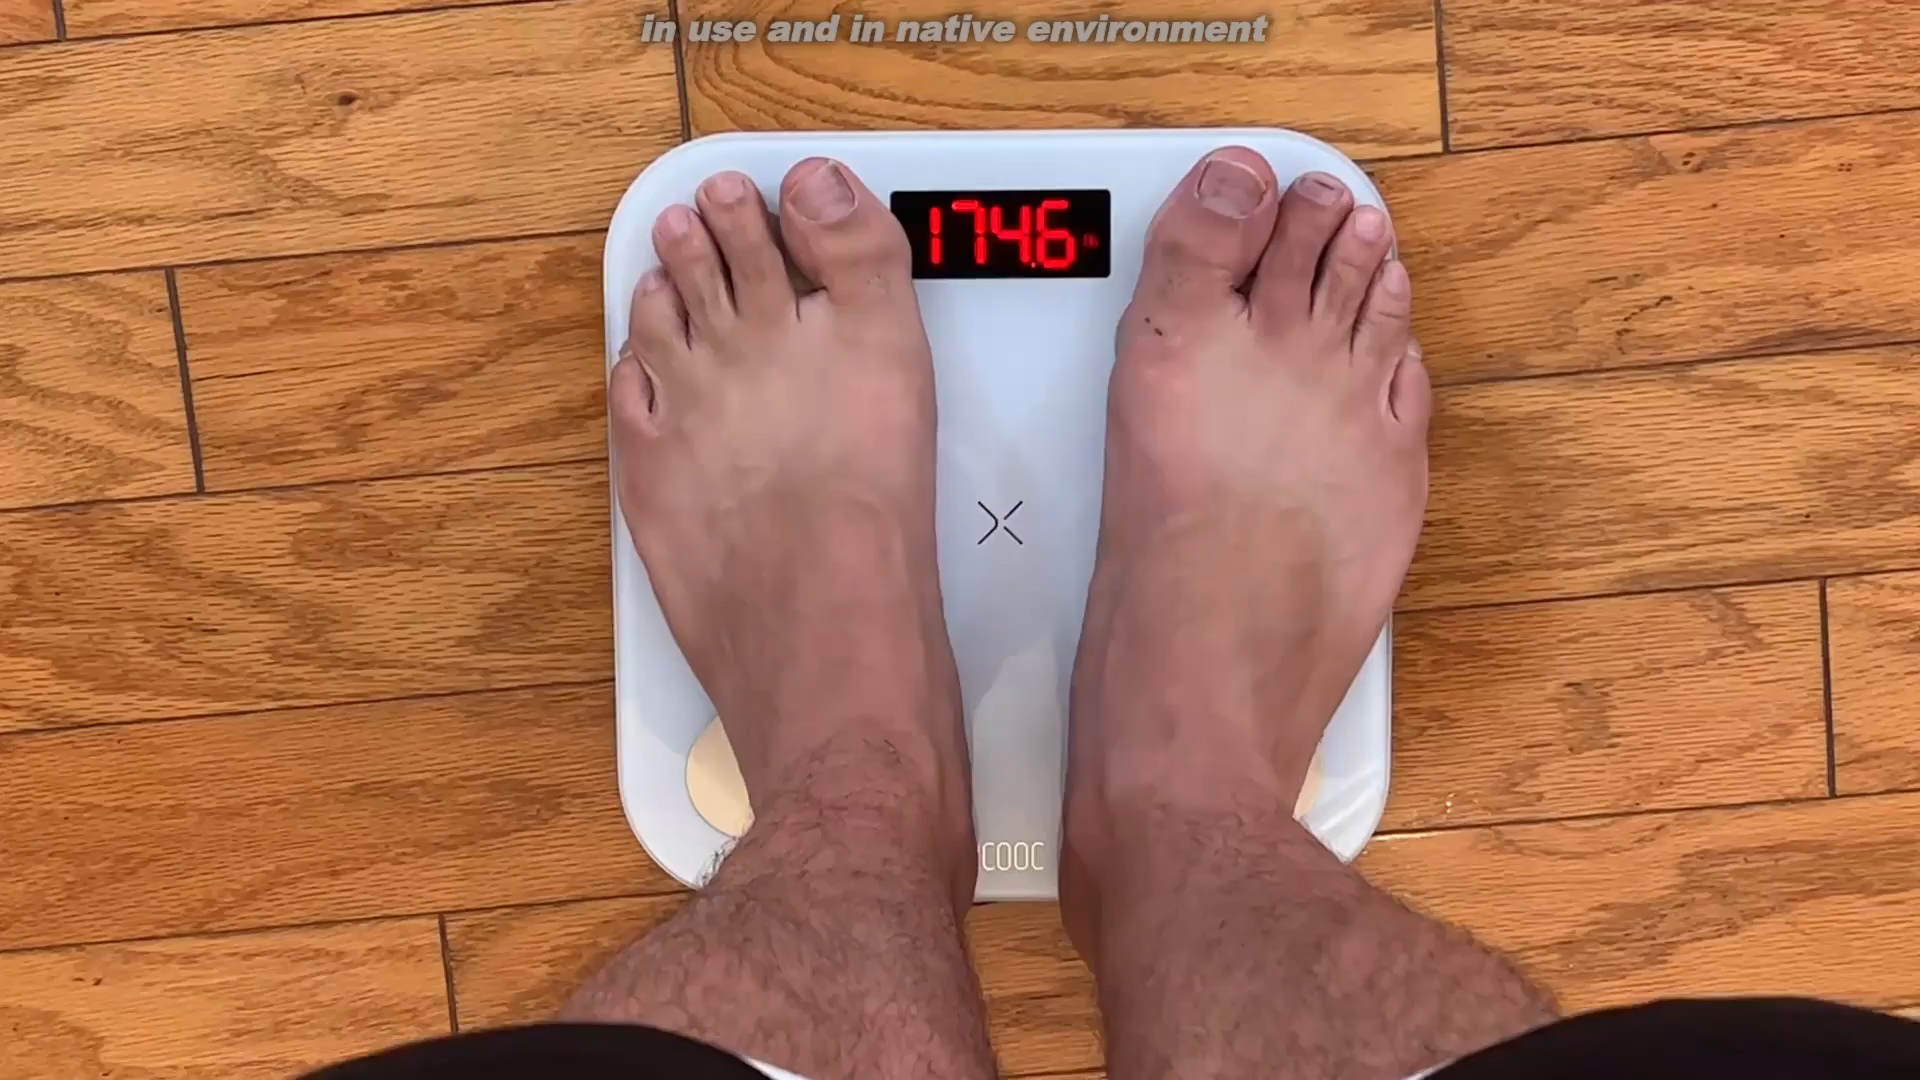 in use and in native environment
174.6
COOC